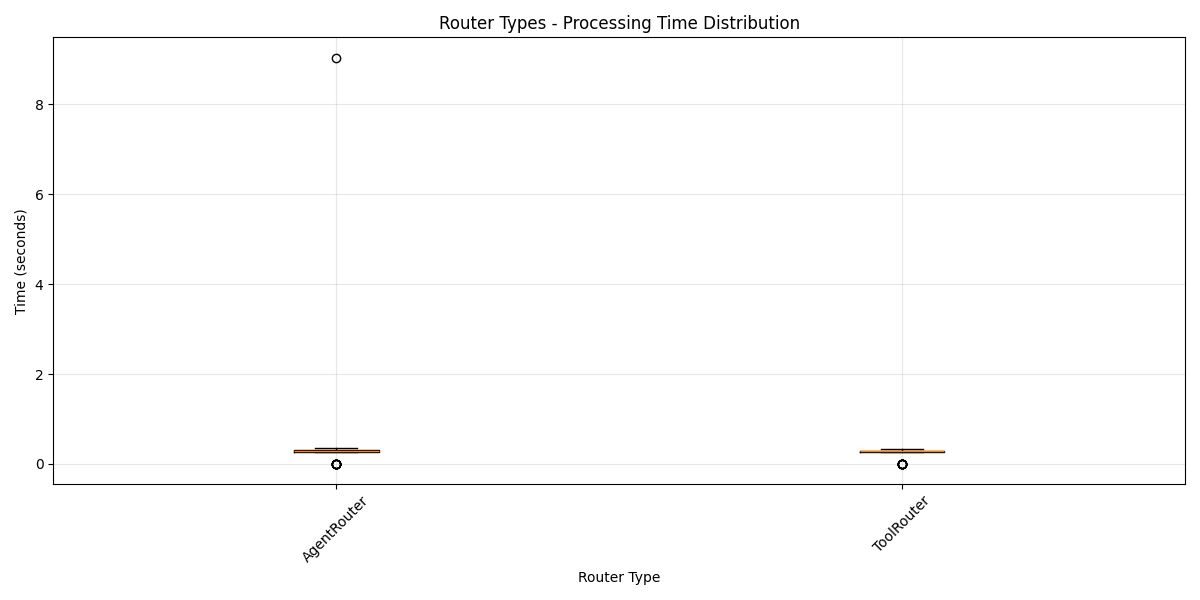 Router Types - Processing Time Distribution
8
6
4
2
0
Time (seconds)
AgentRouter
ToolRouter
Router Type